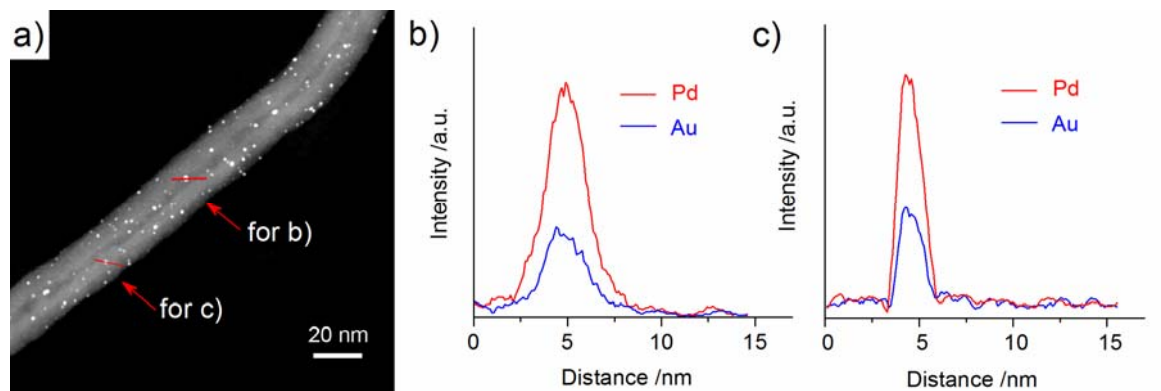 a)
for b)
for c)
20 nm
b)
Intensity /a.u.
Pd
Au
0 5 10 15
Distance /nm
c)
Intensity /a.u.
Pd
Au
0 5 10 15
Distance /nm